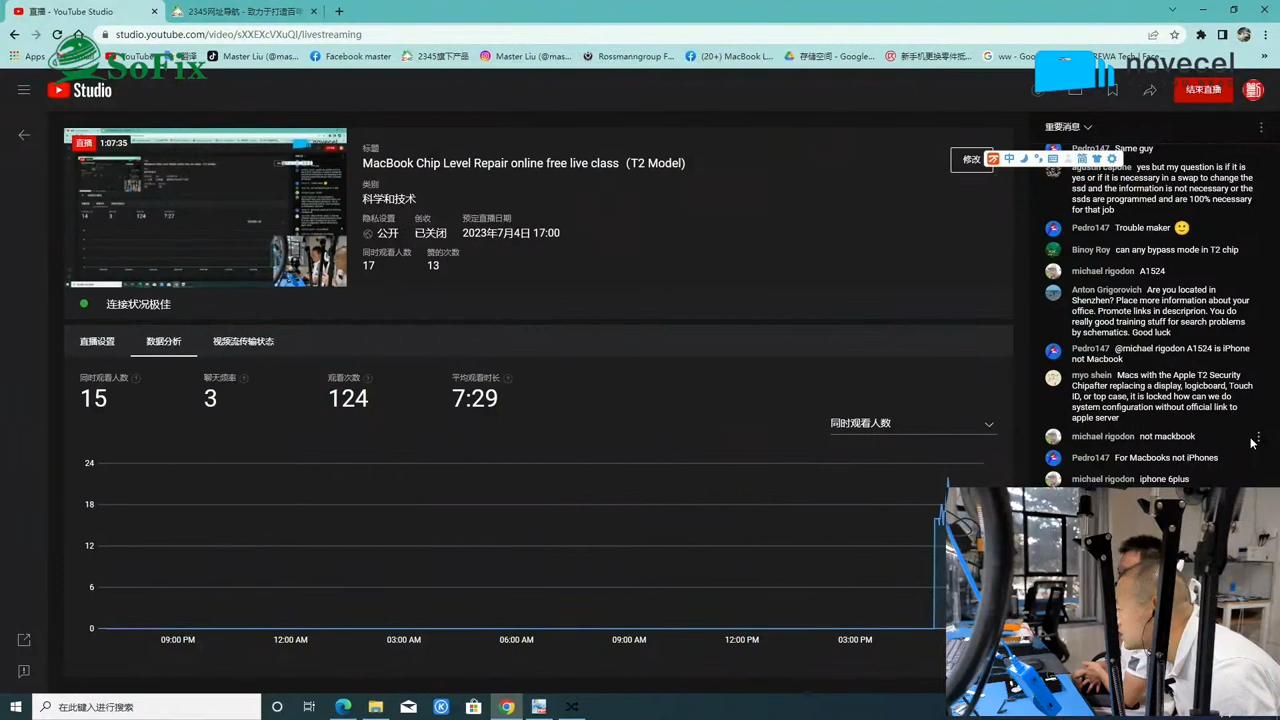 直播 - YouTube Studio
2345网址导航 - 致力于打造百年
studio.youtube.com/video/sXXEXcVXuQI/livestreaming
Apps
YouTube
翻译
Master Liu (@mas...
Facebook master
2345旗下产品
Master Liu (@mas...
Rossmanngroup F...
(20+) MacBook L...
存储空间 - Google...
新手机更换零件抵...
ww - Googl
REWA Tech | Face...
SoFix
novecel
Studio
结束直播
直播
1:07:35
标题
MacBook Chip Level Repair online free live class（T2 Model)
修改
类别
科学和技术
隐私设置
创收
预定直播日期
公开
已关闭
2023年7月4日 17:00
同时观看人数
赞的次数
17
13
连接状况极佳
直播设置
数据分析
视频流传输状态
同时观看人数
聊天频率
观看次数
平均观看时长
15
3
124
7:29
同时观看人数
24
18
12
6
0
09:00 PM
12:00 AM
03:00 AM
06:00 AM
09:00 AM
12:00 PM
03:00 PM
重要消息
Pedro147 Same guy
中
简
agustin capone yes but my question is if it is
yes or if it is necessary in a swap to change the
ssd and the information is not necessary or the
ssds are programmed and are 100% necessary
for that job
Pedro147 Trouble maker
Binoy Roy can any bypass mode in T2 chip
michael rigodon A1524
Anton Grigorovich Are you located in
Shenzhen? Place more information about your
office. Promote links in descriprion. You do
really good training stuff for search problems
by schematics. Good luck
Pedro147 @michael rigodon A1524 is iPhone
not Macbook
myo shein Macs with the Apple T2 Security
Chipafter replacing a display, logicboard, Touch
ID, or top case, it is locked how can we do
system configuration without official link to
apple server
michael rigodon not mackbook
Pedro147 For Macbooks not iPhones
michael rigodon iphone 6plus
在此键入进行搜索